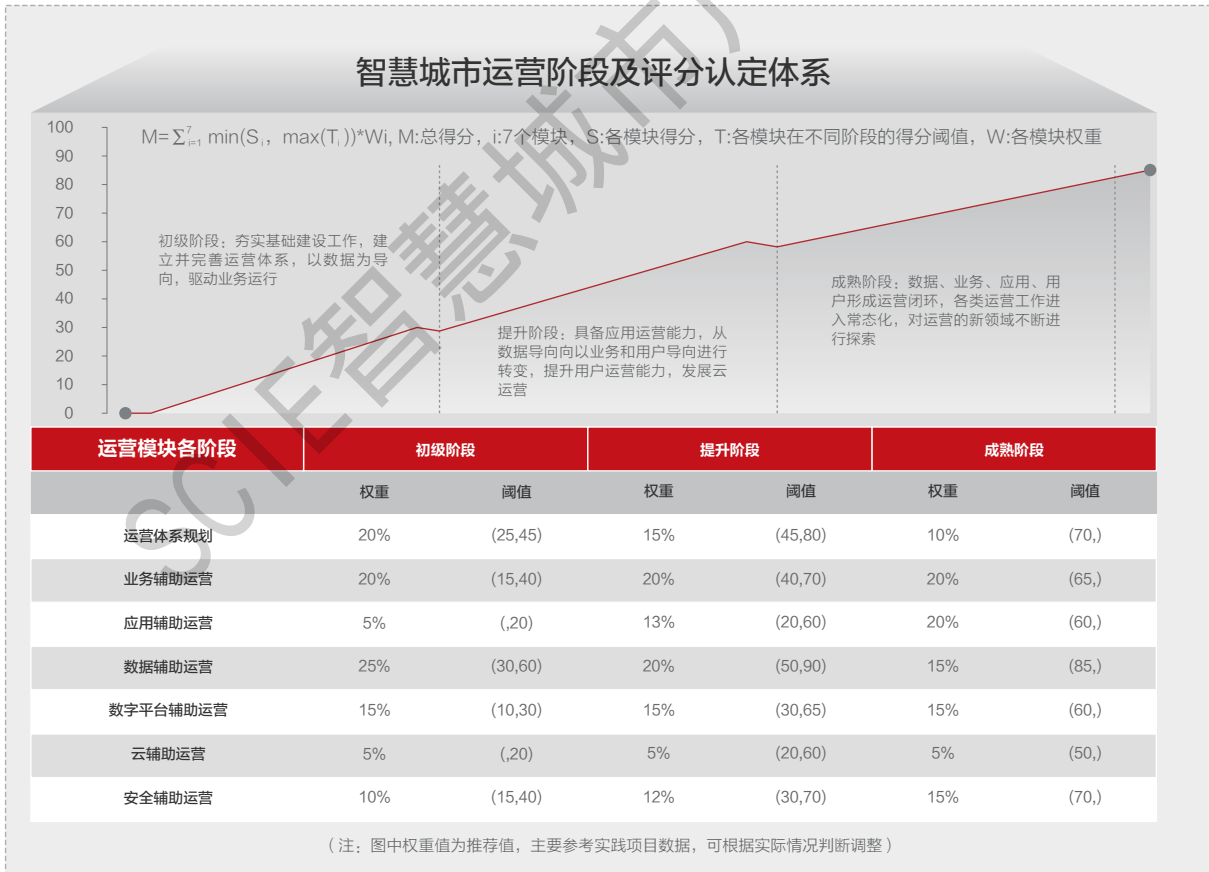 智慧城市运营阶段及评分认定体系
M=∑⁷ᵢ₌₁ min(Sᵢ, max(Tᵢ))*Wi, M:总得分, i:7个模块, S:各模块得分, T:各模块在不同阶段的得分阈值, W:各模块权重
100
90
80
70
60
50
40
30
20
10
0
初级阶段：夯实基础建设工作，建
立并完善运营体系，以数据为导
向，驱动业务运行
提升阶段：具备应用运营能力，从
数据导向向以业务和用户导向进行
转变，提升用户运营能力，发展云
运营
成熟阶段：数据、业务、应用、用
户形成运营闭环，各类运营工作进
入常态化，对运营的新领域不断进
行探索
运营模块各阶段 初级阶段 提升阶段 成熟阶段
权重 阈值 权重 阈值 权重 阈值
运营体系规划 20% (25,45) 15% (45,80) 10% (70,)
业务辅助运营 20% (15,40) 20% (40,70) 20% (65,)
应用辅助运营 5% (,20) 13% (20,60) 20% (60,)
数据辅助运营 25% (30,60) 20% (50,90) 15% (85,)
数字平台辅助运营 15% (10,30) 15% (30,65) 15% (60,)
云辅助运营 5% (,20) 5% (20,60) 5% (50,)
安全辅助运营 10% (15,40) 12% (30,70) 15% (70,)
（注：图中权重值为推荐值，主要参考实践项目数据，可根据实际情况判断调整）
SCIE智慧城市